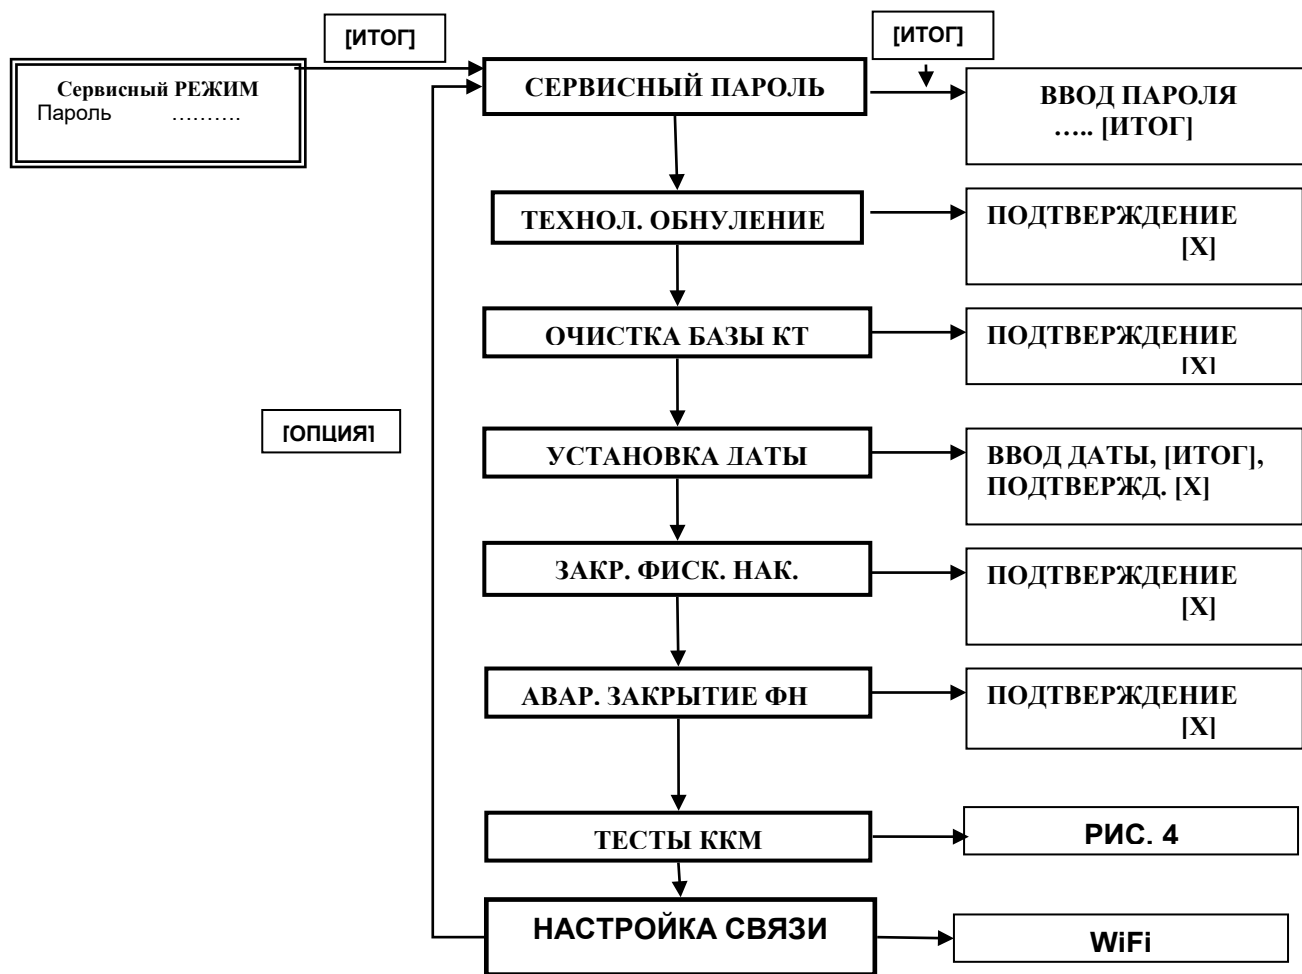 [ИТОГ]
[ИТОГ]
Сервисный РЕЖИМ
Пароль ……….
СЕРВИСНЫЙ ПАРОЛЬ
ВВОД ПАРОЛЯ
….. [ИТОГ]
ТЕХНОЛ. ОБНУЛЕНИЕ
ПОДТВЕРЖДЕНИЕ
[X]
ОЧИСТКА БАЗЫ КТ
ПОДТВЕРЖДЕНИЕ
[X]
[ОПЦИЯ]
УСТАНОВКА ДАТЫ
ВВОД ДАТЫ, [ИТОГ],
ПОДТВЕРЖД. [X]
ЗАКР. ФИСК. НАК.
ПОДТВЕРЖДЕНИЕ
[X]
АВАР. ЗАКРЫТИЕ ФН
ПОДТВЕРЖДЕНИЕ
[X]
ТЕСТЫ ККМ
РИС. 4
НАСТРОЙКА СВЯЗИ
WiFi